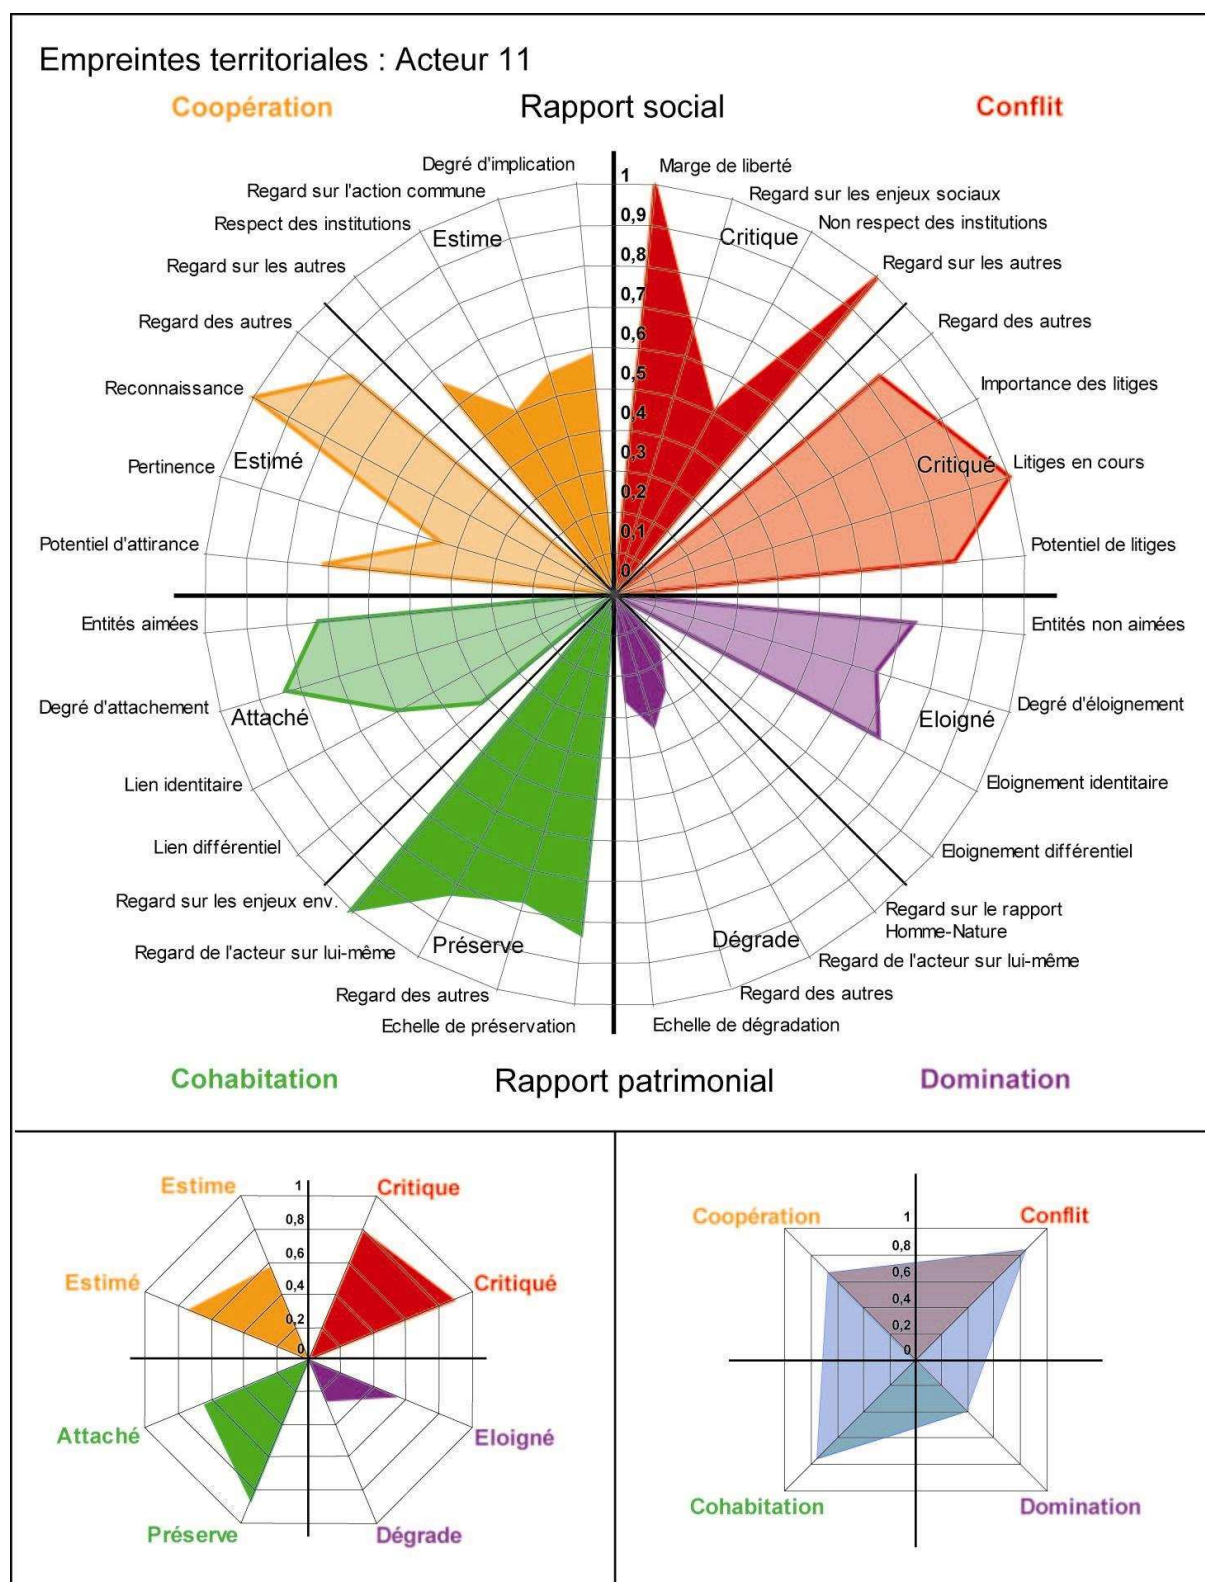 Empreintes territoriales : Acteur 11
Coopération
Rapport social
Conflit
Degré d'implication
Marge de liberté
Regard sur l'action commune
Regard sur les enjeux sociaux
Respect des institutions
Non respect des institutions
Estime
Critique
Regard sur les autres
Regard sur les autres
Regard des autres
Regard des autres
Reconnaissance
Importance des litiges
Pertinence
Estimé
Critiqué
Litiges en cours
Potentiel d'attirance
Potentiel de litiges
1
0,9
0,8
0,7
0,6
0,5
0,4
0,3
0,2
0,1
0
Entités aimées
Entités non aimées
Degré d'attachement
Attaché
Eloigné
Degré d'éloignement
Lien identitaire
Eloignement identitaire
Lien différentiel
Eloignement différentiel
Regard sur les enjeux env.
Regard sur le rapport
Homme-Nature
Préserve
Dégrade
Regard de l'acteur sur lui-même
Regard de l'acteur sur lui-même
Regard des autres
Regard des autres
Echelle de préservation
Echelle de dégradation
Cohabitation
Rapport patrimonial
Domination
Estime
Critique
1
0,8
0,6
0,4
0,2
0
Estimé
Critiqué
Attaché
Eloigné
Préserve
Dégrade
Coopération
Conflit
1
0,8
0,6
0,4
0,2
0
Cohabitation
Domination